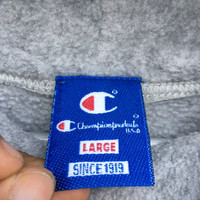 Champion products
U.S.A
LARGE
SINCE 1919